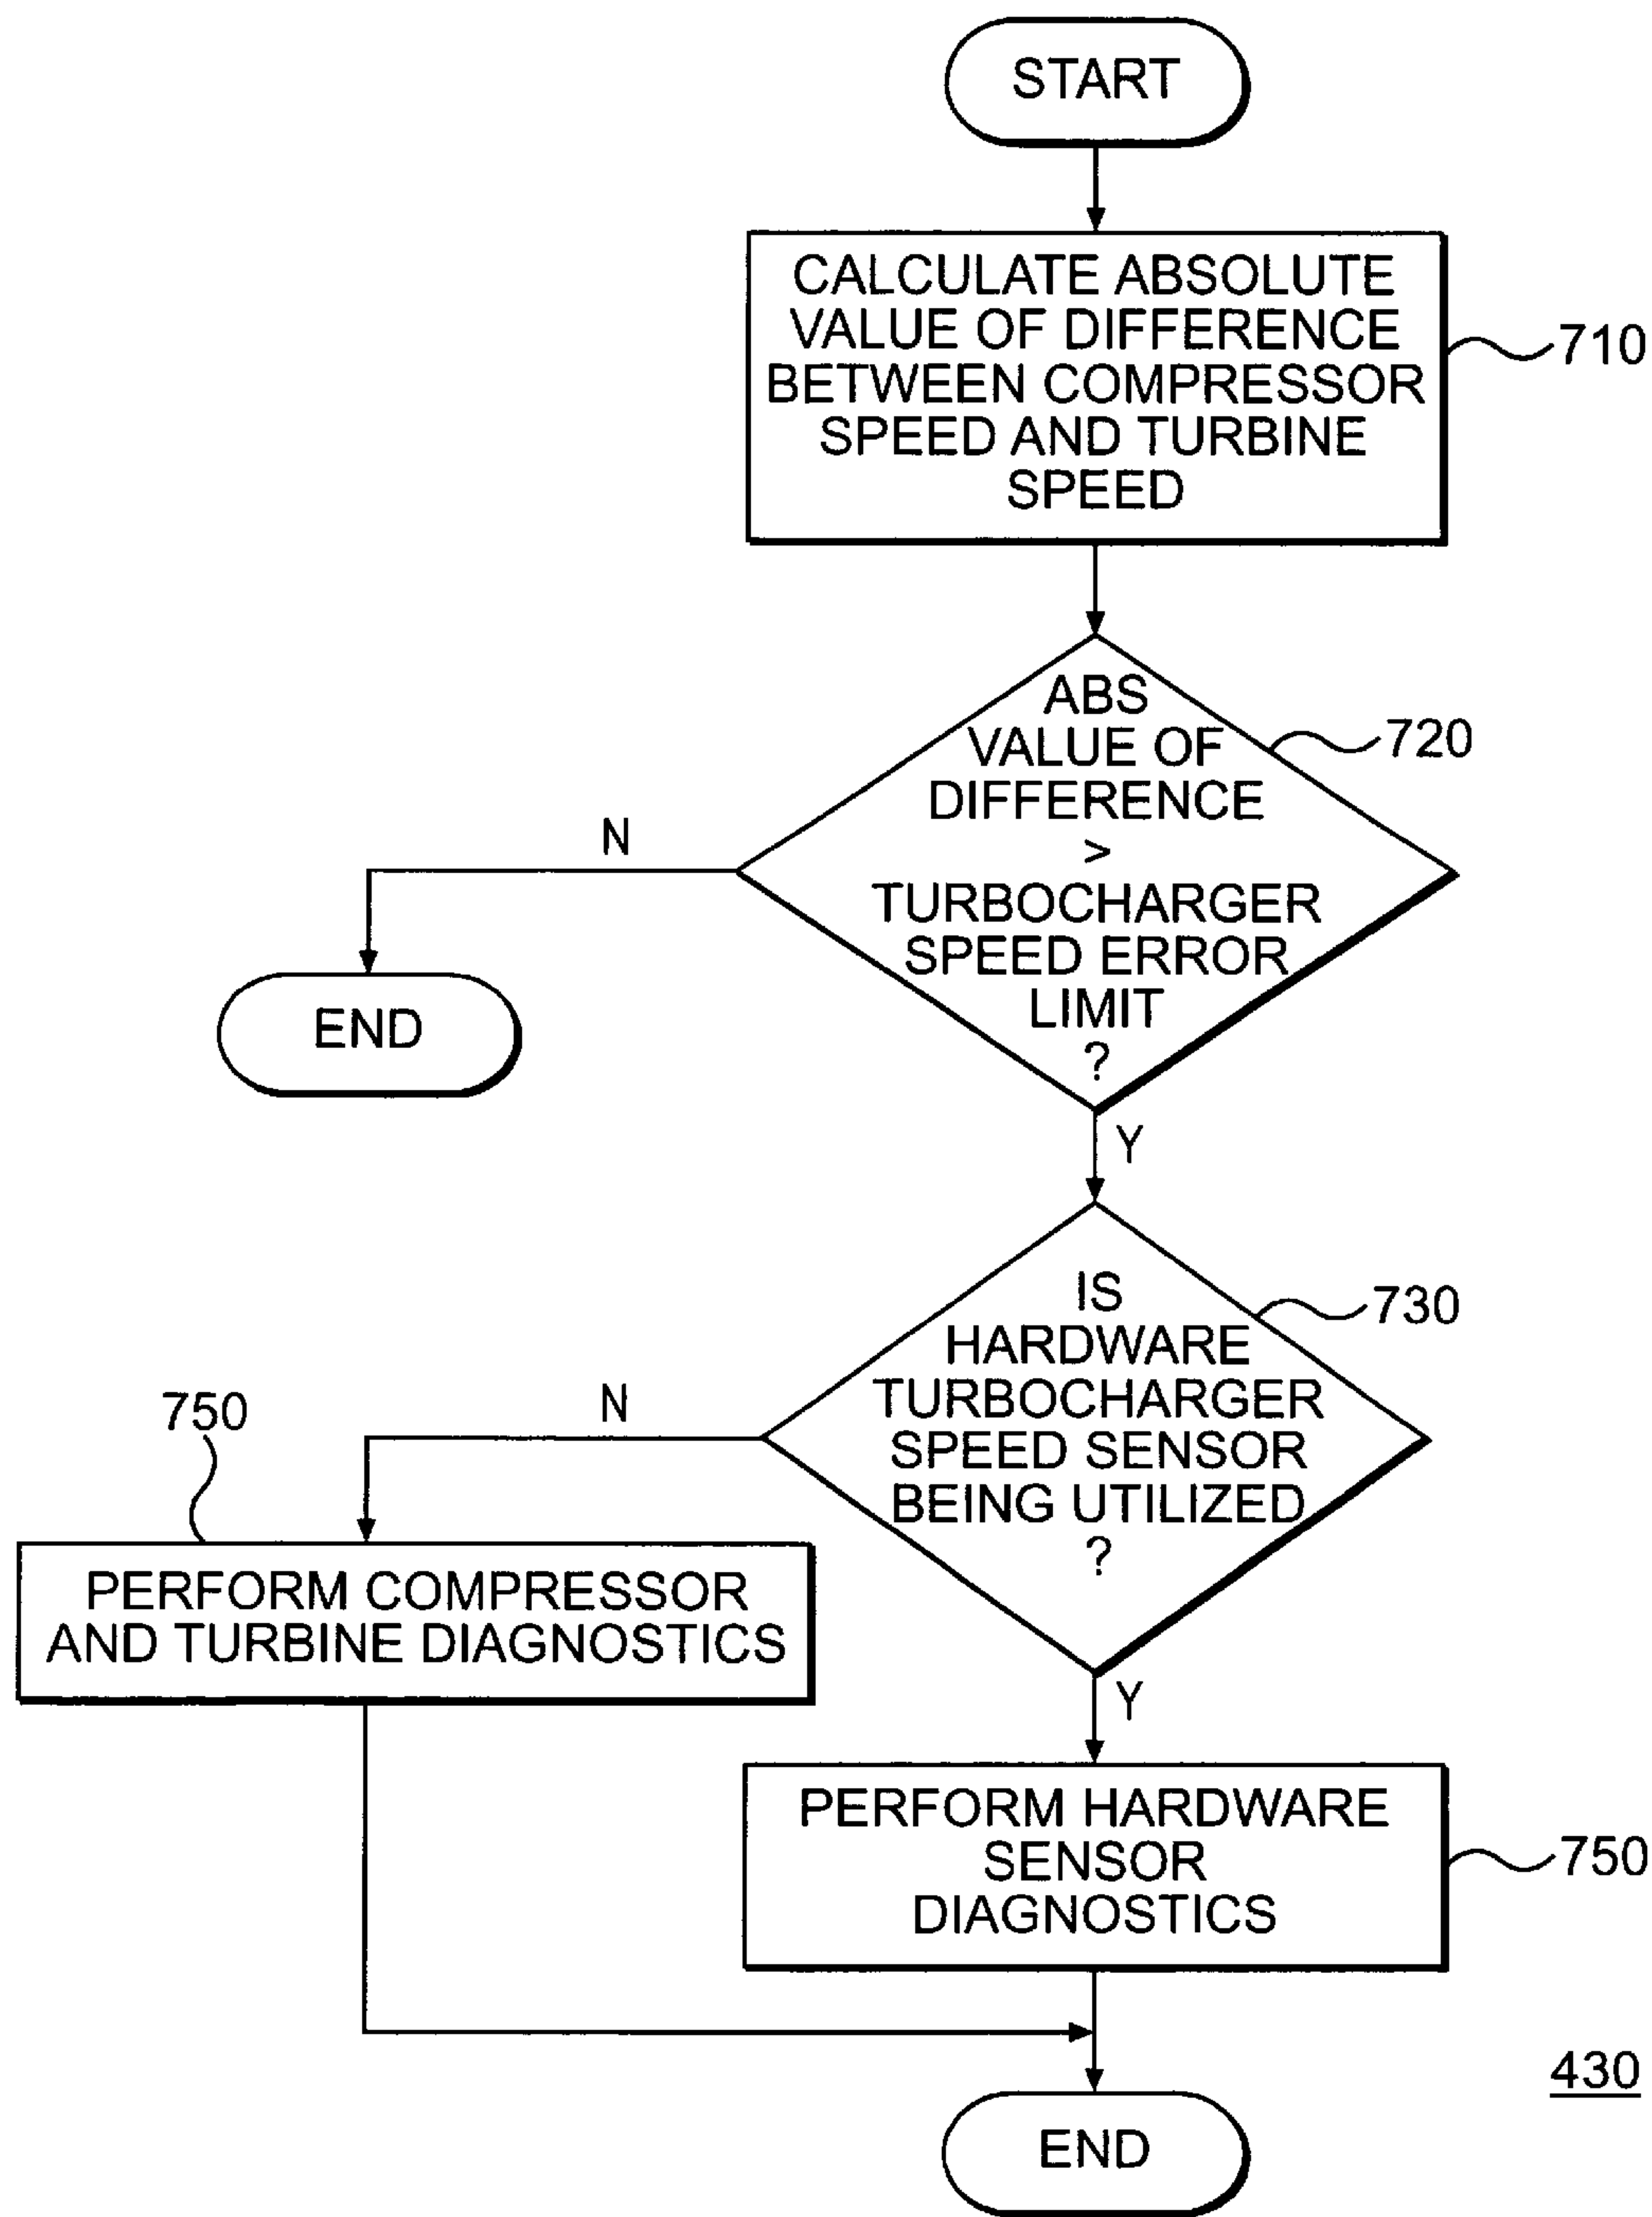 START
CALCULATE ABSOLUTE
VALUE OF DIFFERENCE
BETWEEN COMPRESSOR
SPEED AND TURBINE
SPEED
710
ABS
VALUE OF
DIFFERENCE
>
TURBOCHARGER
SPEED ERROR
LIMIT
?
720
N
END
Y
IS
HARDWARE
TURBOCHARGER
SPEED SENSOR
BEING UTILIZED
?
730
N
750
PERFORM COMPRESSOR
AND TURBINE DIAGNOSTICS
Y
PERFORM HARDWARE
SENSOR
DIAGNOSTICS
750
430
END